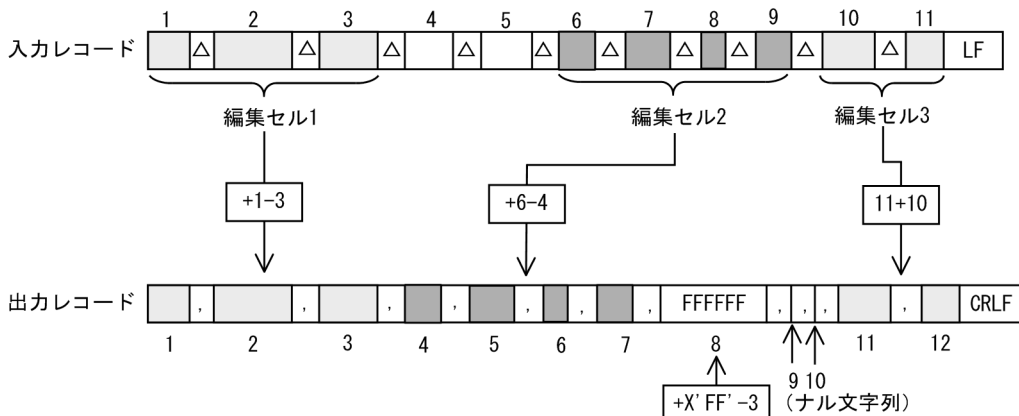 1 2 3 4 5 6 7 8 9 10 11
入力レコード △ △ △ △ △ △ △ △ △ △ LF
編集セル1 編集セル2 編集セル3
+1-3 +6-4 11+10
出力レコード , , , , , , , FFFFFF , , , , CRLF
1 2 3 4 5 6 7 8 9 10 11 12
(ナル文字列)
+X'FF'-3